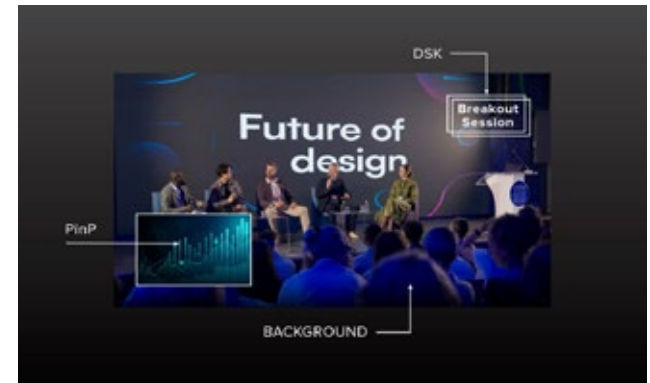 DSK
Breakout
Session
Future of
design
PinP
BACKGROUND